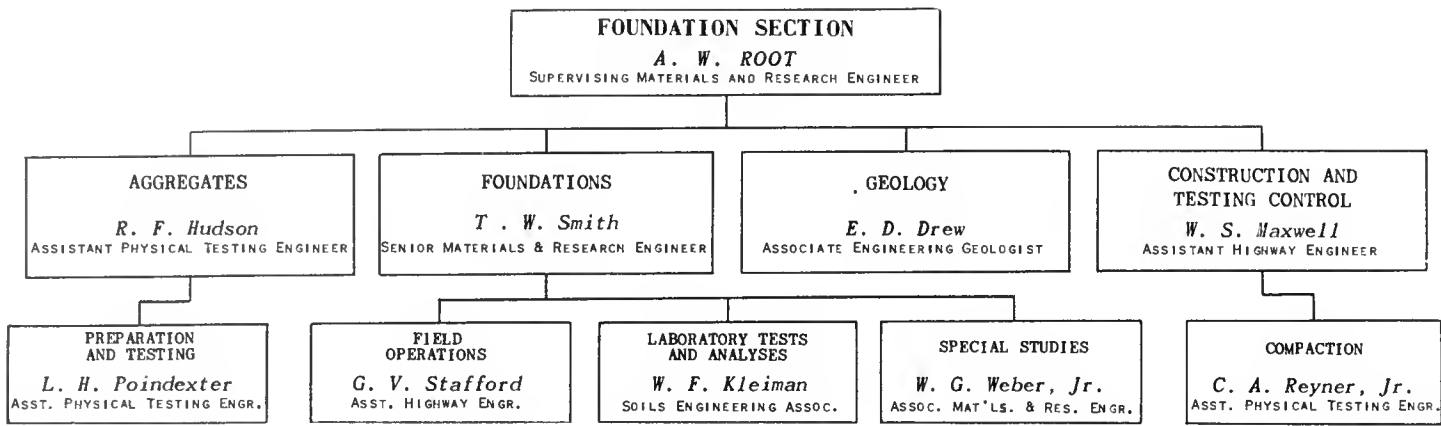 FOUNDATION SECTION
A. W. ROOT
SUPERVISING MATERIALS AND RESEARCH ENGINEER
AGGREGATES
R. F. Hudson
ASSISTANT PHYSICAL TESTING ENGINEER
FOUNDATIONS
T . W. Smith
SENIOR MATERIALS & RESEARCH ENGINEER
. GEOLOGY
E. D. Drew
ASSOCIATE ENGINEERING GEOLOGIST
CONSTRUCTION AND
TESTING CONTROL
W. S. Maxwell
ASSISTANT HIGHWAY ENGINEER
PREPARATION
AND TESTING
L. H. Poindexter
ASST. PHYSICAL TESTING ENGR.
FIELD
OPERATIONS
G. V. Stafford
ASST. HIGHWAY ENGR.
LABORATORY TESTS
AND ANALYSES
W. F. Kleiman
SOILS ENGINEERING ASSOC.
SPECIAL STUDIES
W. G. Weber, Jr.
ASSOC. MAT'LS. & RES. ENGR.
COMPACTION
C. A. Reyner, Jr.
ASST. PHYSICAL TESTING ENGR.